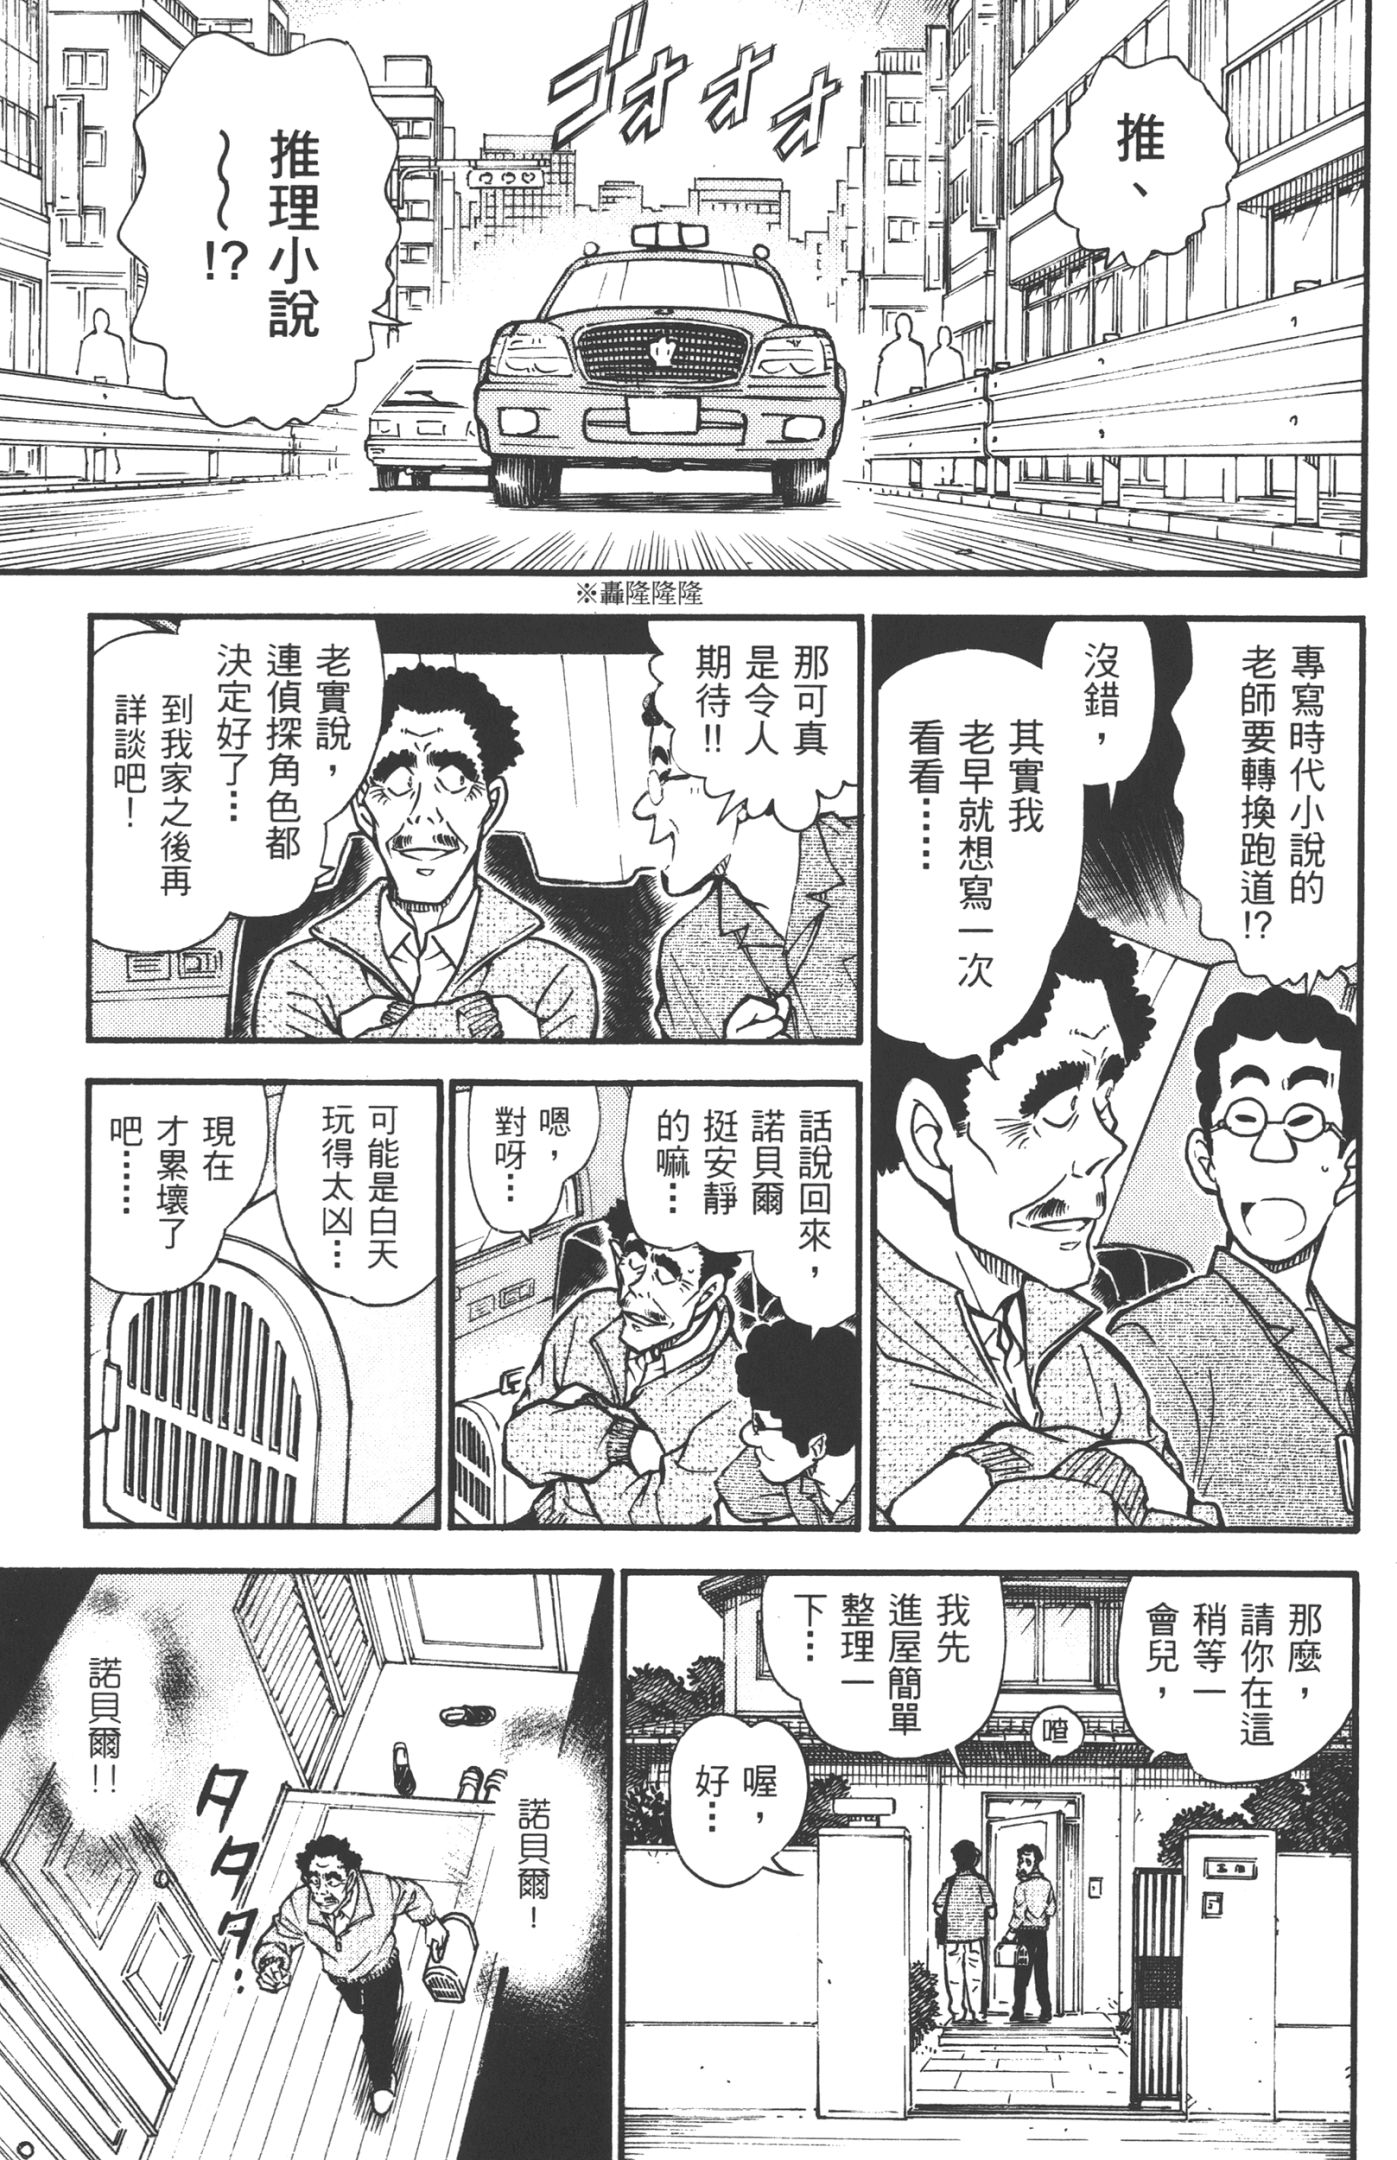 推、
推理小說
～～!?
ゴオオオオ
※轟隆隆隆
專寫時代小說的
老師要轉換跑道!?
沒錯，
其實我
老早就想寫一次
看看……
那可真
是令人
期待!!
老實說，
連偵探角色都
決定好了…
到我家之後再
詳談吧！
話說回來，
諾貝爾
挺安靜
的嘛…
嗯，
對呀…
可能是白天
玩得太凶…
現在
才累壞了
吧……
那麼，
請你在這
稍等一
會兒，
我先
進屋簡單
整理一
下…
喳
喔，
好…
諾貝爾！
タタタ…
諾貝爾!!